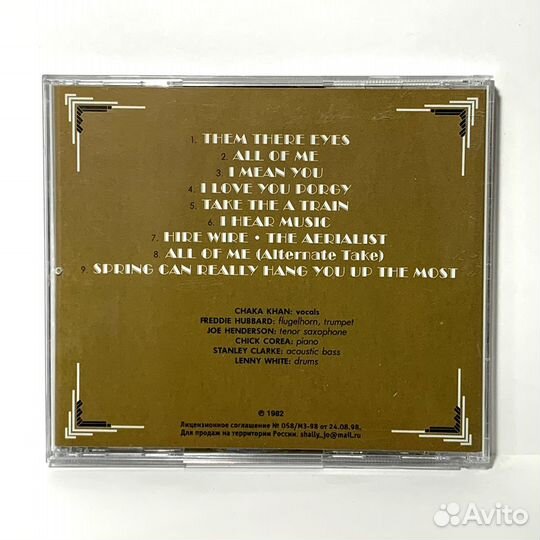 1. THEM THERE EYES
2. ALL OF ME
3. I MEAN YOU
4. I LOVE YOU PORGY
5. TAKE THE A TRAIN
6. I HEAR MUSIC
7. HIRE WIRE • THE AERIALIST
8. ALL OF ME (Alternate Take)
9. SPRING CAN REALLY HANG YOU UP THE MOST
CHAKA KHAN: vocals
FREDDIE HUBBARD: flugelhorn, trumpet
JOE HENDERSON: tenor saxophone
CHICK COREA: piano
STANLEY CLARKE: acaustic bass
LENNY WHITE: drums
℗ 1982
Лицензионное соглашение № 058/МЗ-98 от 24.08.98.
Для продаж на территории России. shally_jo@mail.ru
Avito